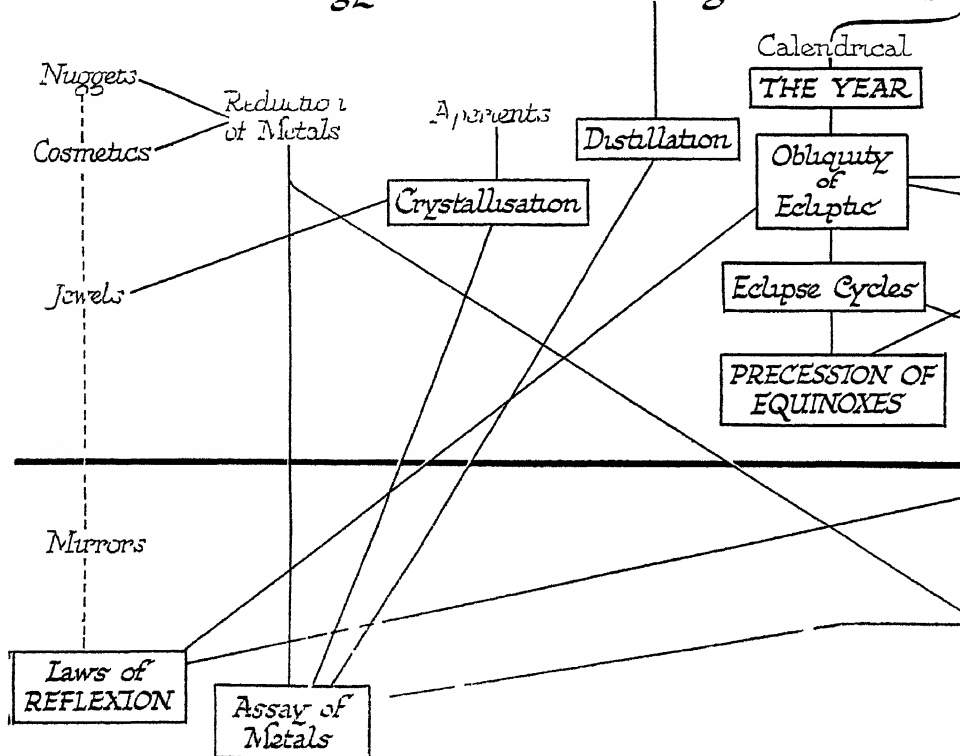 Calendrical
Nuggets
THE YEAR
Reduction
of Metals
Aperients
Distillation
Cosmetics
Obliquity
of
Ecliptic
Crystallisation
Jewels
Eclipse Cycles
PRECESSION OF
EQUINOXES
Mirrors
Laws of
REFLEXION
Assay of
Metals